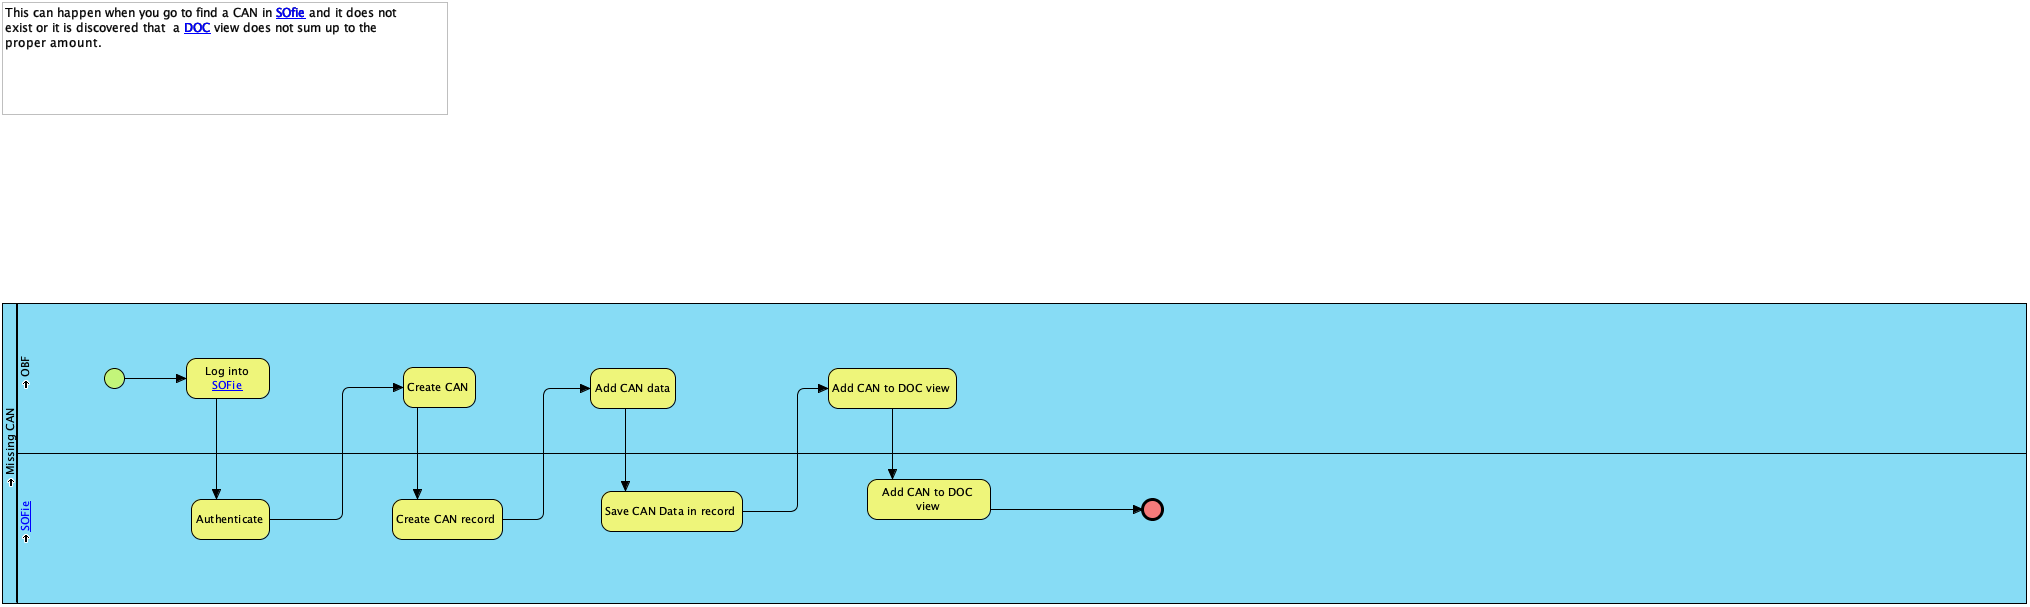 This can happen when you go to find a CAN in SOfie and it does not
exist or it is discovered that  a DOC view does not sum up to the
proper amount.
Missing CAN
OBF
Log into
SOFie
Create CAN
Add CAN data
Add CAN to DOC view
SOFie
Authenticate
Create CAN record
Save CAN Data in record
Add CAN to DOC
view